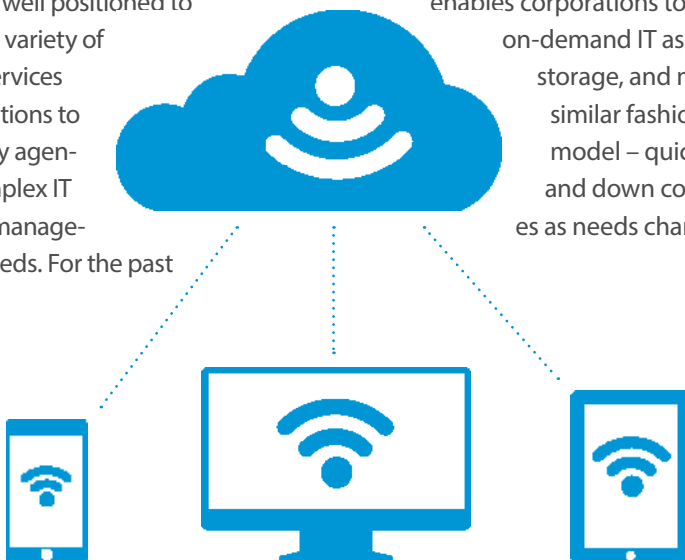 well positioned to
variety of
ervices
tions to
y agen-
plex IT
manage-
eds. For the past
enables corporations to
on-demand IT as
storage, and
similar fashio
model – quic
and down co
es as needs char